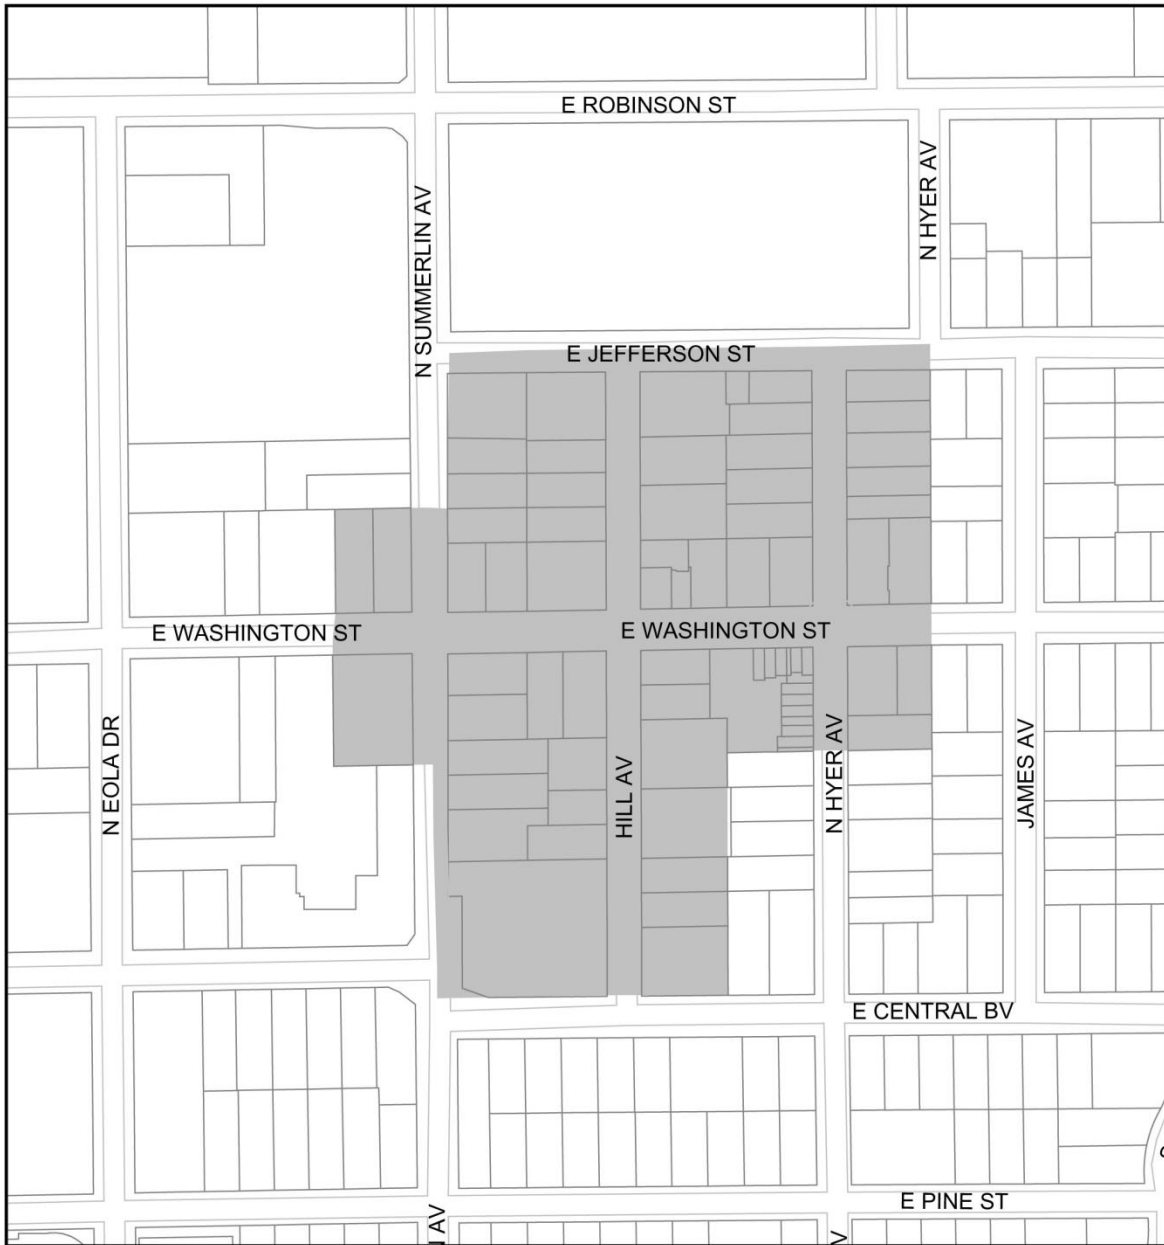 E ROBINSON ST
N HYER AV
N SUMMERLIN AV
E JEFFERSON ST
E WASHINGTON ST
E WASHINGTON ST
N EOLA DR
HILL AV
N HYER AV
JAMES AV
E CENTRAL BV
E PINE ST
AV